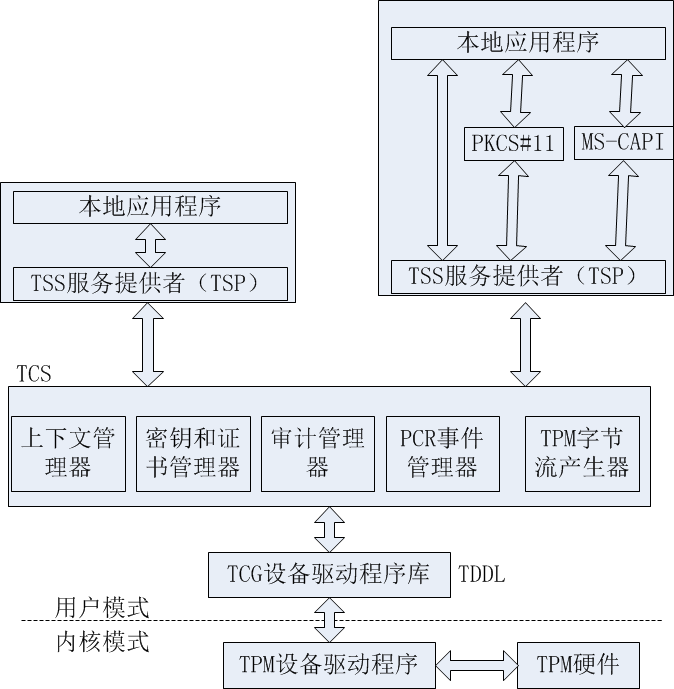 本地应用程序
PKCS#11
MS-CAPI
TSS服务提供者（TSP）
本地应用程序
TSS服务提供者（TSP）
TCS
上下文管
理器
密钥和证
书管理器
审计管理
器
PCR事件
管理器
TPM字节
流产生器
TCG设备驱动程序库
TDDL
用户模式
内核模式
TPM设备驱动程序
TPM硬件